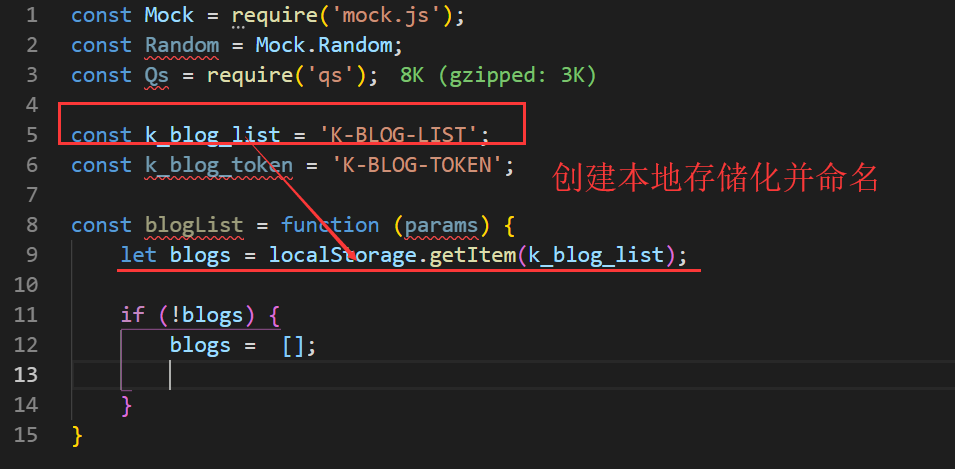 1 const Mock = require('mock.js');
2 const Random = Mock.Random;
3 const Qs = require('qs'); 8K (gzipped: 3K)
4
5 const k_blog_list = 'K-BLOG-LIST';
6 const k_blog_token = 'K-BLOG-TOKEN';
创建本地存储化并命名
7
8 const blogList = function (params) {
9     let blogs = localStorage.getItem(k_blog_list);
10
11     if (!blogs) {
12         blogs =  [];
13
14     }
15 }